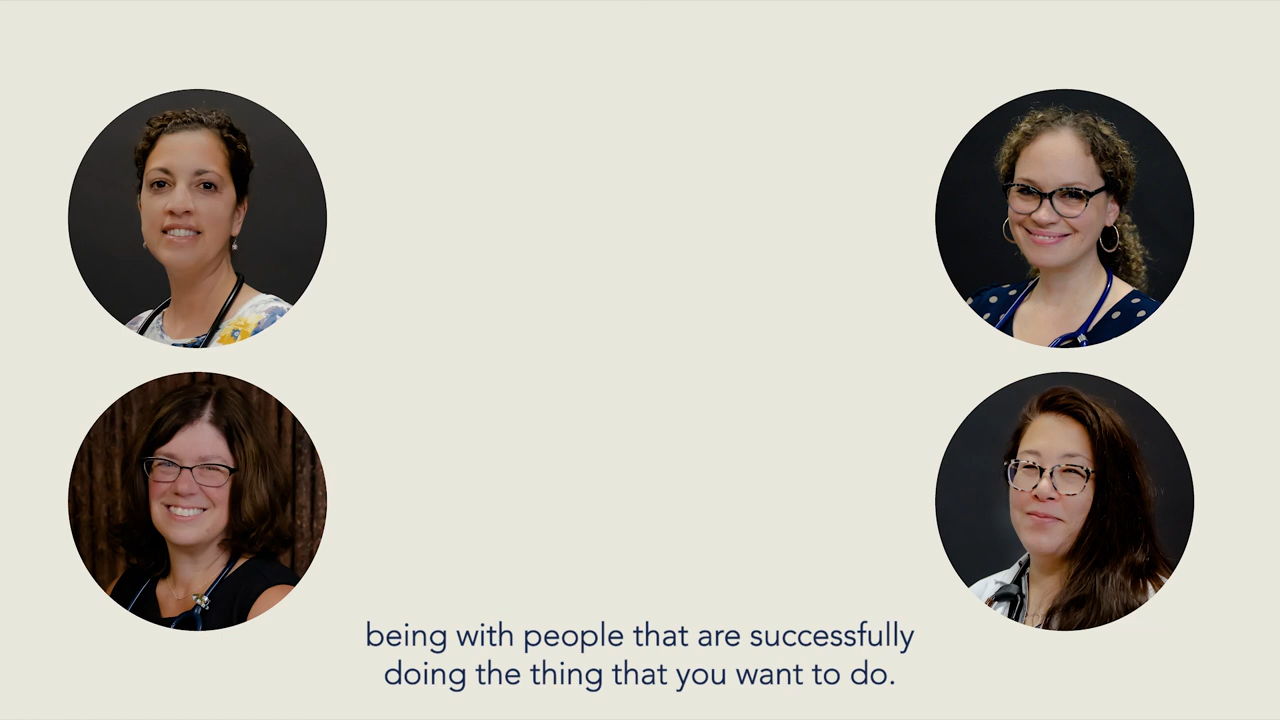 being with people that are successfully
doing the thing that you want to do.